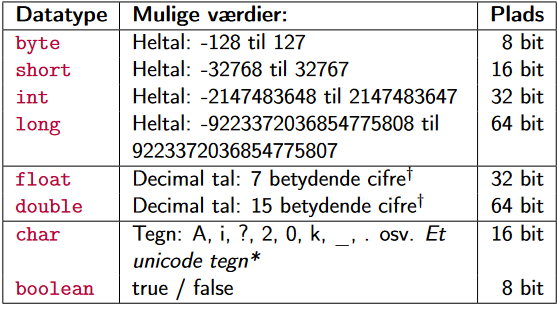 Datatype Mulige værdier: Plads
byte Heltal: -128 til 127 8 bit
short Heltal: -32768 til 32767 16 bit
int Heltal: -2147483648 til 2147483647 32 bit
long Heltal: -9223372036854775808 til 64 bit
9223372036854775807
float Decimal tal: 7 betydende cifre† 32 bit
double Decimal tal: 15 betydende cifre† 64 bit
char Tegn: A, i, ?, 2, 0, k, _, . osv. Et 16 bit
unicode tegn*
boolean true / false 8 bit